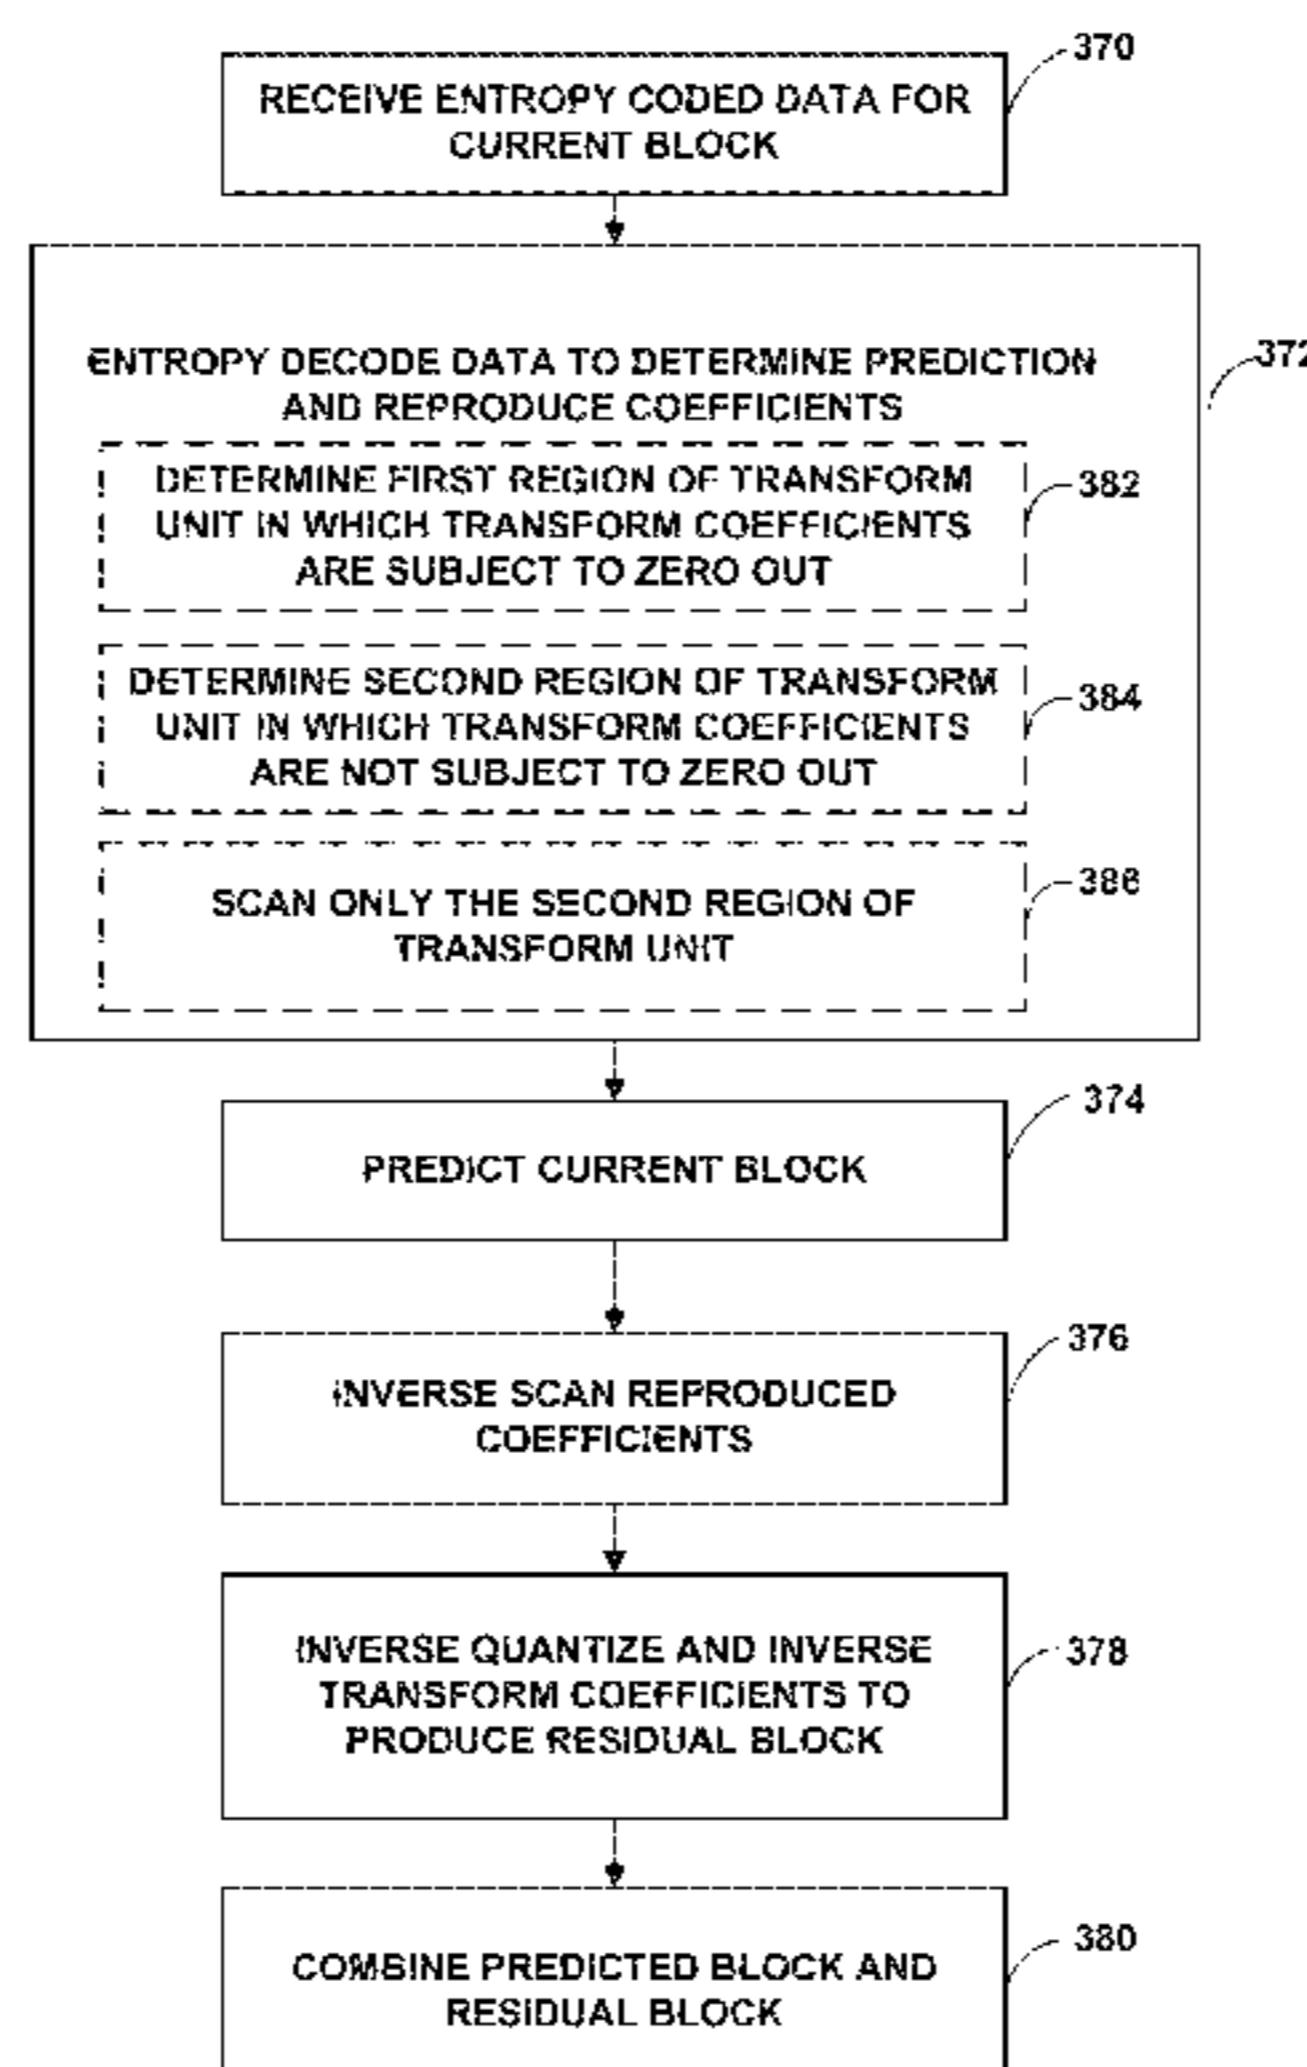 370
RECEIVE ENTROPY CODED DATA FOR
CURRENT BLOCK
372
ENTROPY DECODE DATA TO DETERMINE PREDICTION
AND REPRODUCE COEFFICIENTS
382
DETERMINE FIRST REGION OF TRANSFORM
UNIT IN WHICH TRANSFORM COEFFICIENTS
ARE SUBJECT TO ZERO OUT
384
DETERMINE SECOND REGION OF TRANSFORM
UNIT IN WHICH TRANSFORM COEFFICIENTS
ARE NOT SUBJECT TO ZERO OUT
386
SCAN ONLY THE SECOND REGION OF
TRANSFORM UNIT
374
PREDICT CURRENT BLOCK
376
INVERSE SCAN REPRODUCED
COEFFICIENTS
378
INVERSE QUANTIZE AND INVERSE
TRANSFORM COEFFICIENTS TO
PRODUCE RESIDUAL BLOCK
380
COMBINE PREDICTED BLOCK AND
RESIDUAL BLOCK